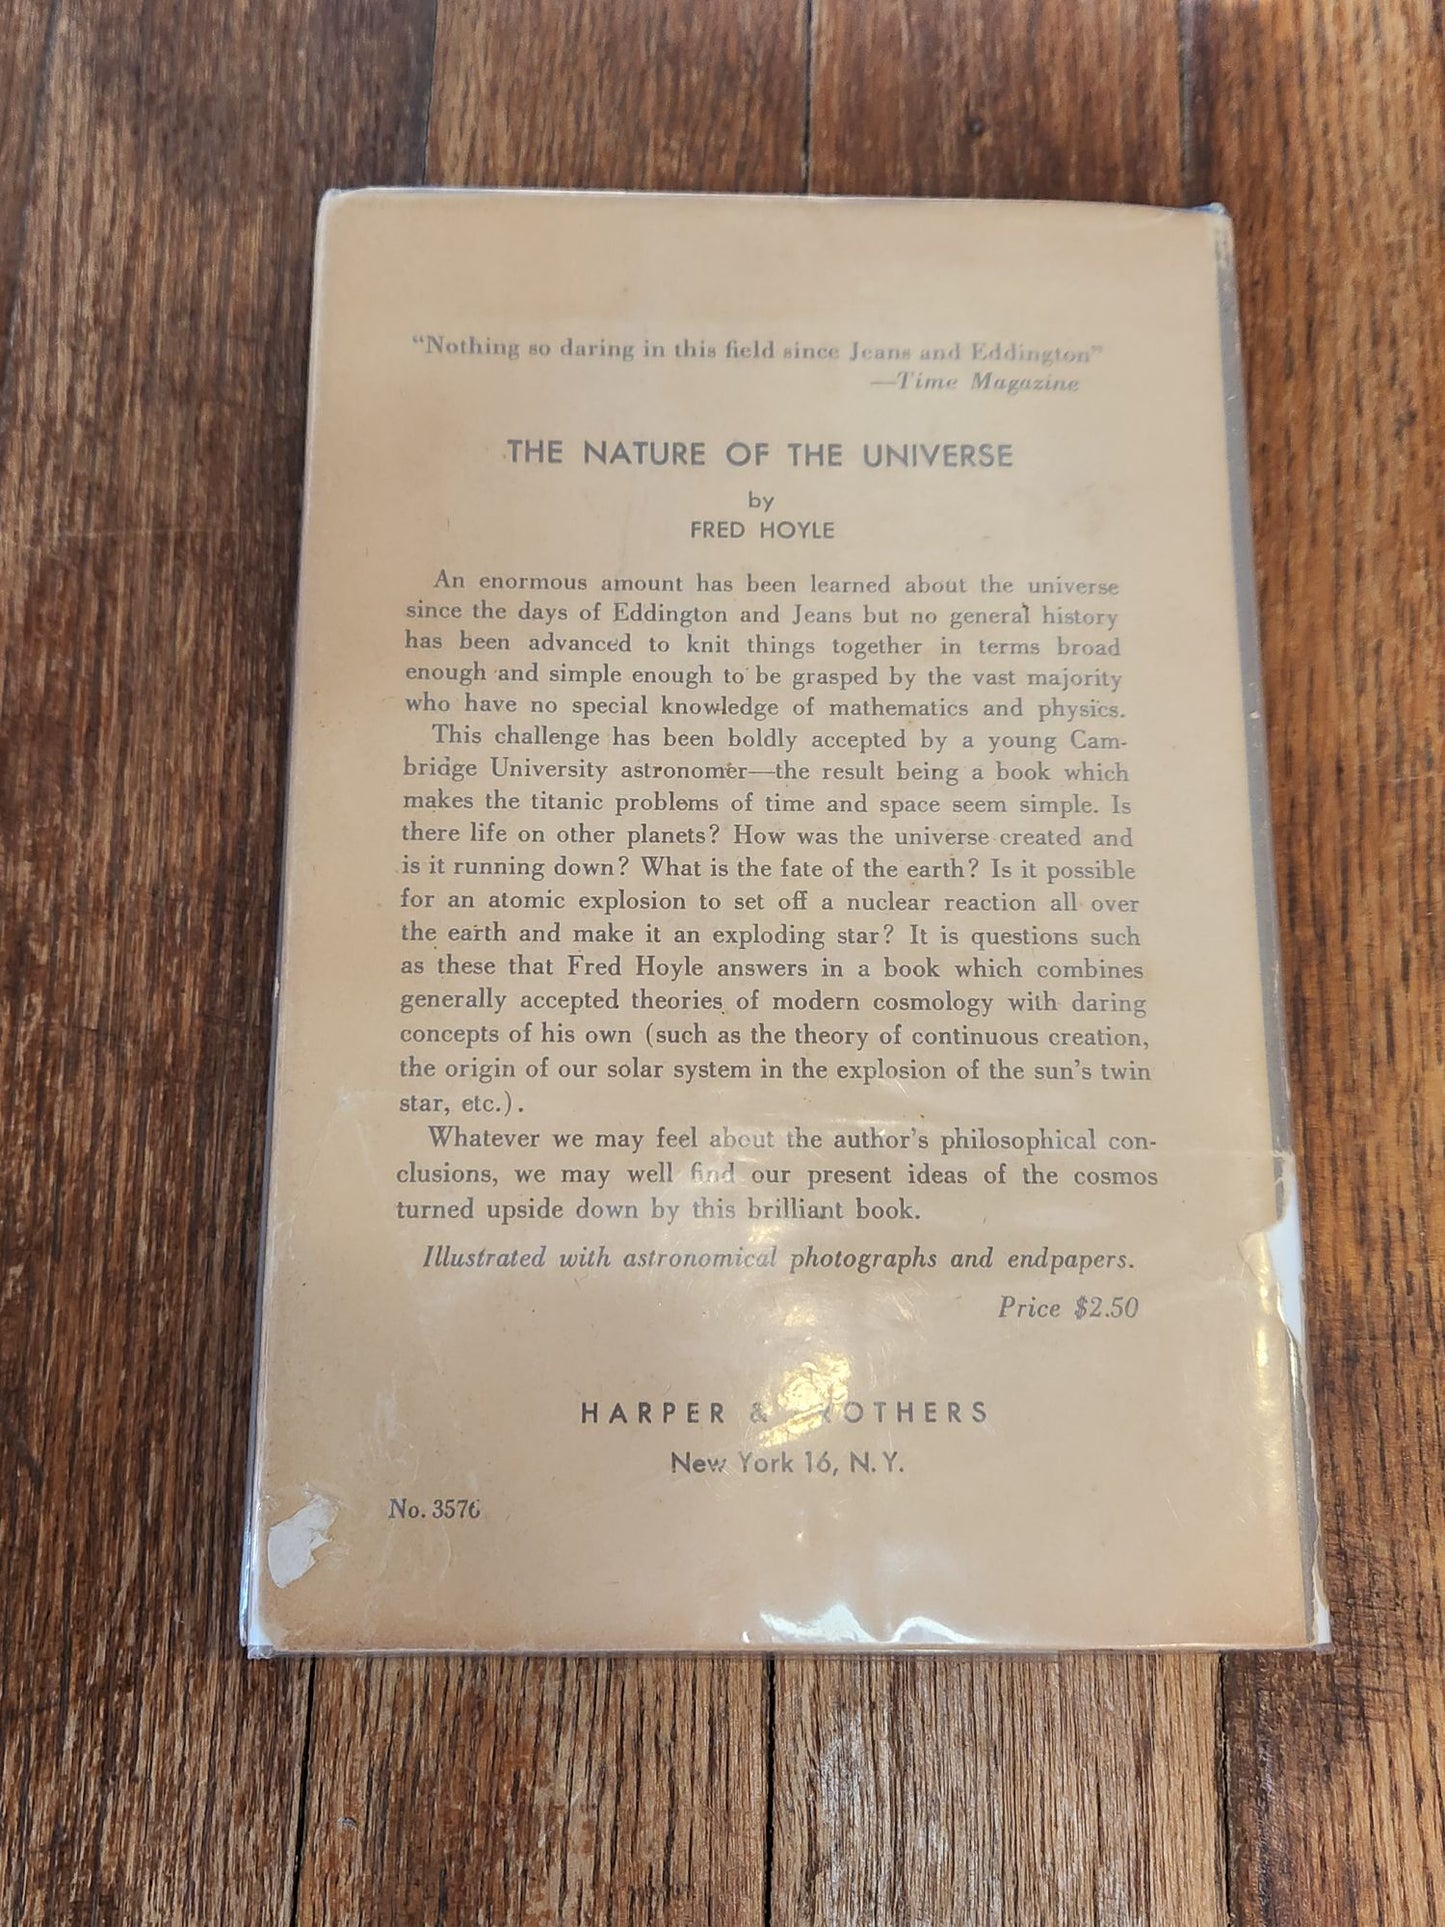 “Nothing so daring in this field since Jeans and Eddington”
—Time Magazine
THE NATURE OF THE UNIVERSE
by
FRED HOYLE
An enormous amount has been learned about the universe
since the days of Eddington and Jeans but no general history
has been advanced to knit things together in terms broad
enough and simple enough to be grasped by the vast majority
who have no special knowledge of mathematics and physics.
This challenge has been boldly accepted by a young Cam-
bridge University astronomer—the result being a book which
makes the titanic problems of time and space seem simple. Is
there life on other planets? How was the universe created and
is it running down? What is the fate of the earth? Is it possible
for an atomic explosion to set off a nuclear reaction all over
the earth and make it an exploding star? It is questions such
as these that Fred Hoyle answers in a book which combines
generally accepted theories of modern cosmology with daring
concepts of his own (such as the theory of continuous creation,
the origin of our solar system in the explosion of the sun’s twin
star, etc.).
Whatever we may feel about the author’s philosophical con-
clusions, we may well find our present ideas of the cosmos
turned upside down by this brilliant book.
Illustrated with astronomical photographs and endpapers.
Price $2.50
HARPER & BROTHERS
New York 16, N.Y.
No. 3576